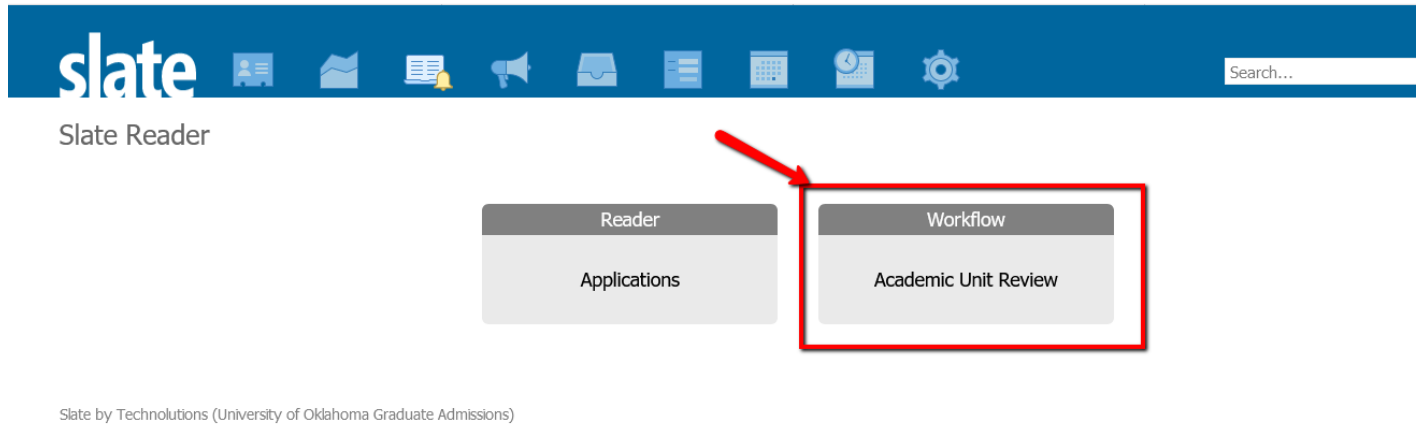 slate
Search...
Slate Reader
Reader
Workflow
Applications
Academic Unit Review
Slate by Technolutions (University of Oklahoma Graduate Admissions)